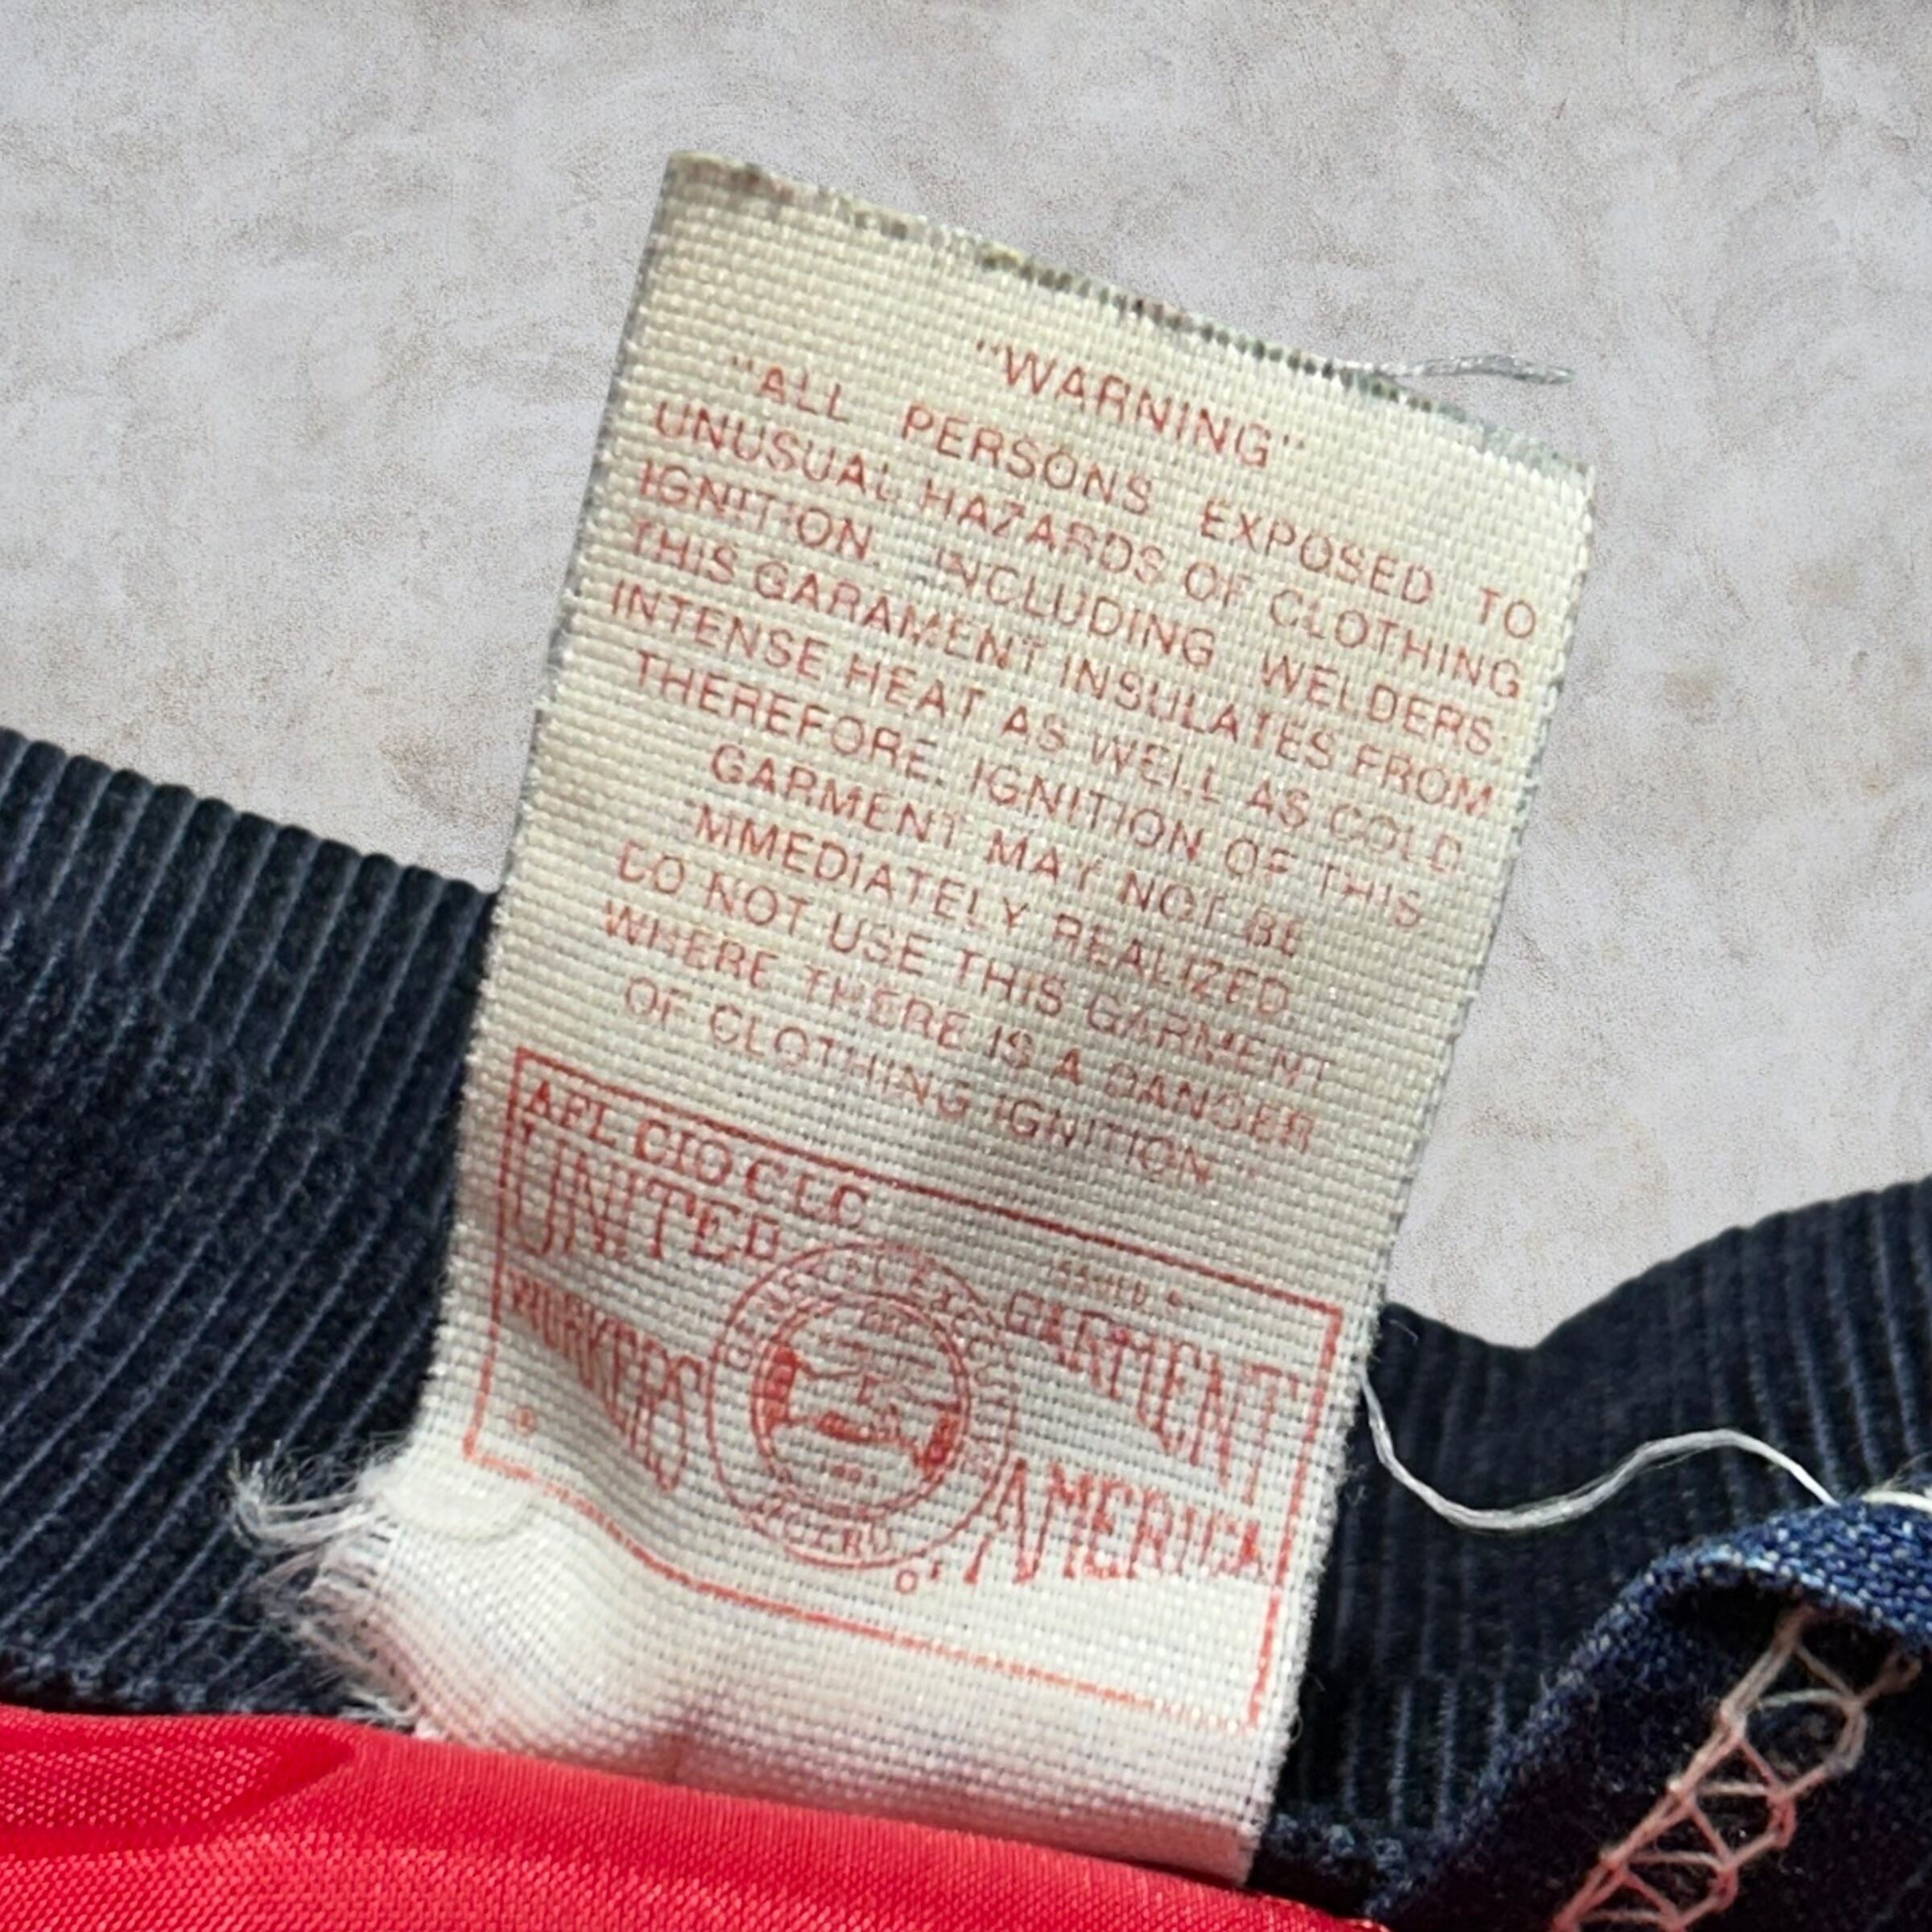 "WARNING"
"ALL PERSONS EXPOSED TO
UNUSUAL HAZARDS OF CLOTHING
IGNITION, INCLUDING WELDERS:
THIS GARAMENT INSULATES FROM
INTENSE HEAT AS WELL AS COLD
THEREFORE, IGNITION OF THIS
GARMENT MAY NOT BE
IMMEDIATELY REALIZED
DO NOT USE THIS GARMENT
WHERE THERE IS A DANGER
OF CLOTHING IGNITION"
AFL CIO CLC
UNITED
GARMENT
WORKERS
OF AMERICA